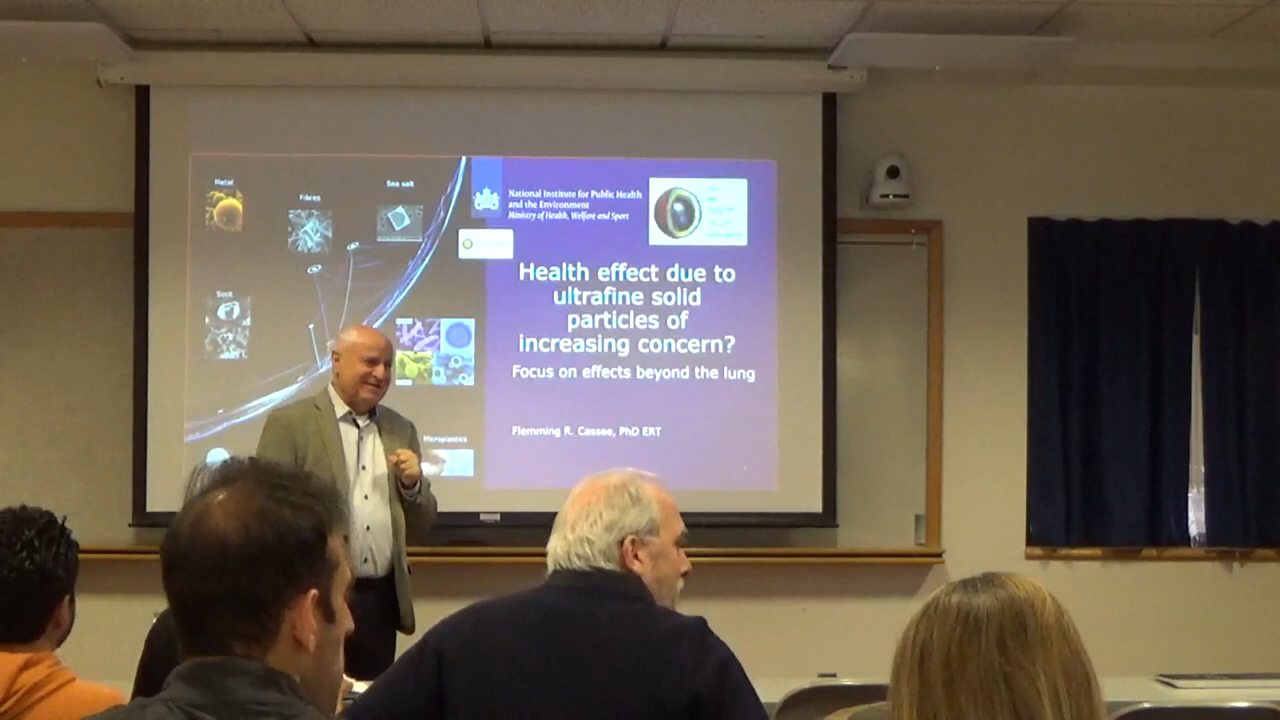 Metal
Fibres
Sea salt
Soot
National Institute for Public Health
and the Environment
Ministry of Health, Welfare and Sport
Health effect due to
ultrafine solid
particles of
increasing concern?
Focus on effects beyond the lung
Flemming R. Cassee, PhD ERT
Microplastics